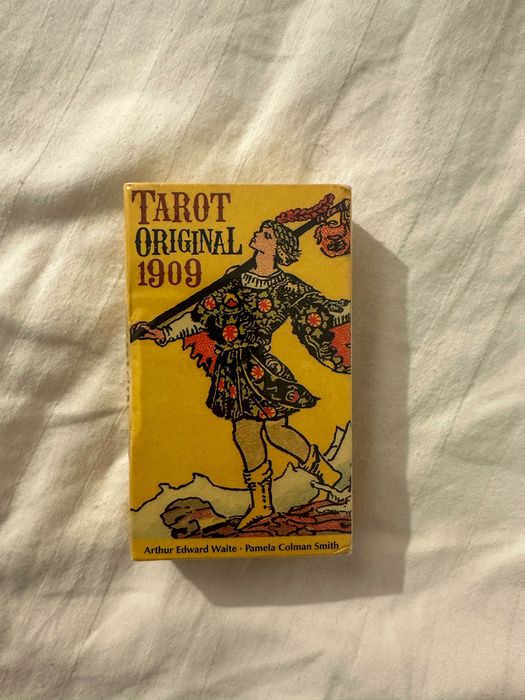 TAROT
ORIGINAL
1909
Arthur Edward Waite · Pamela Colman Smith